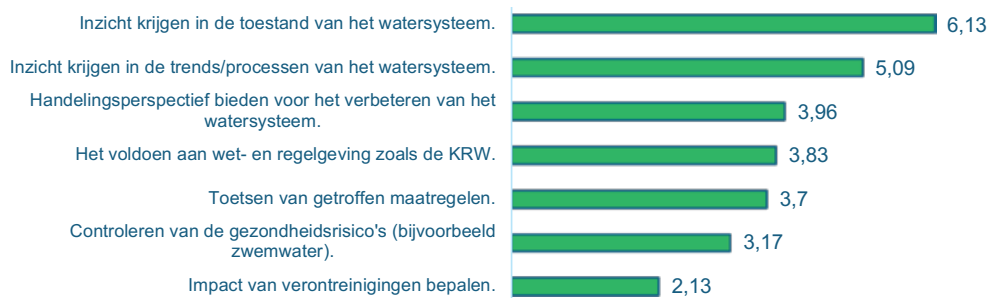 Inzicht krijgen in de toestand van het watersysteem. 6,13
Inzicht krijgen in de trends/processen van het watersysteem. 5,09
Handelingsperspectief bieden voor het verbeteren van het
watersysteem. 3,96
Het voldoen aan wet- en regelgeving zoals de KRW. 3,83
Toetsen van getroffen maatregelen. 3,7
Controleren van de gezondheidsrisico's (bijvoorbeeld
zwemwater). 3,17
Impact van verontreinigingen bepalen. 2,13